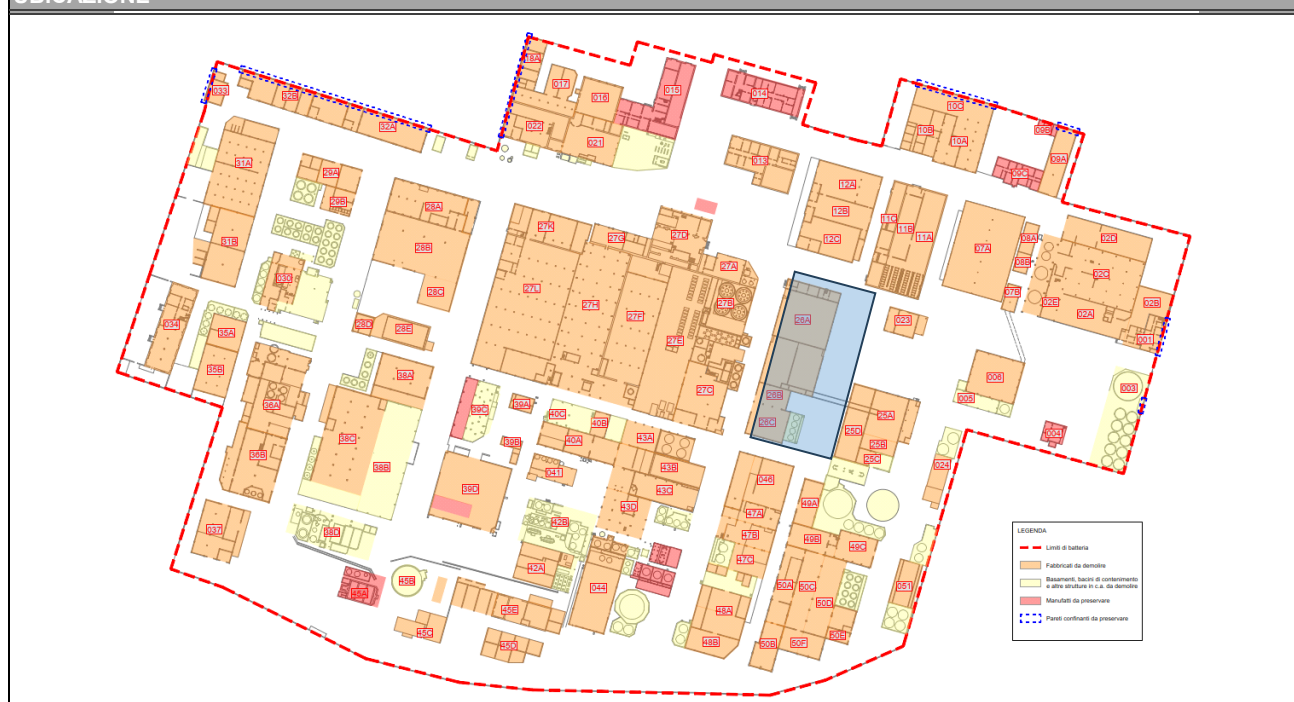 UBICAZIONE
18A
017
016
015
014
033
32B
32A
022
021
10C
10B
10A
09B
09A
09C
013
31A
29A
29B
12A
12B
12C
11C
11B
11A
28A
28B
28C
27K
27G
27D
27A
07A
08A
08B
07B
02D
02C
02B
02E
02A
001
31B
030
27L
27H
27F
27B
27E
27C
26A
26B
26C
023
034
35A
35B
28D
28E
38A
006
005
003
004
36A
36B
38C
38B
39C
39A
39B
40C
40B
40A
43A
43B
43C
43D
041
39D
25A
25D
25B
25C
024
046
47A
47B
47C
49A
49B
49C
037
38D
42B
42A
044
46A
45B
45C
45E
45D
48A
48B
50A
50C
50D
50E
50B
50F
051
LEGENDA
Limiti di batteria
Fabbricati da demolire
Basamenti, bacini di contenimento
e altre strutture in c.a. da demolire
Manufatti da preservare
Pareti confinanti da preservare